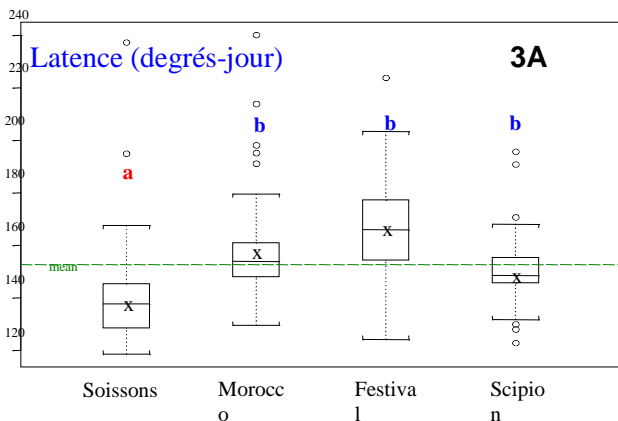 240
Latence (degrés-jour) 3A
220
200
b b b
180
a
160
x x x x
mean
140
120
Soissons Morocc Festiva Scipio
o l n